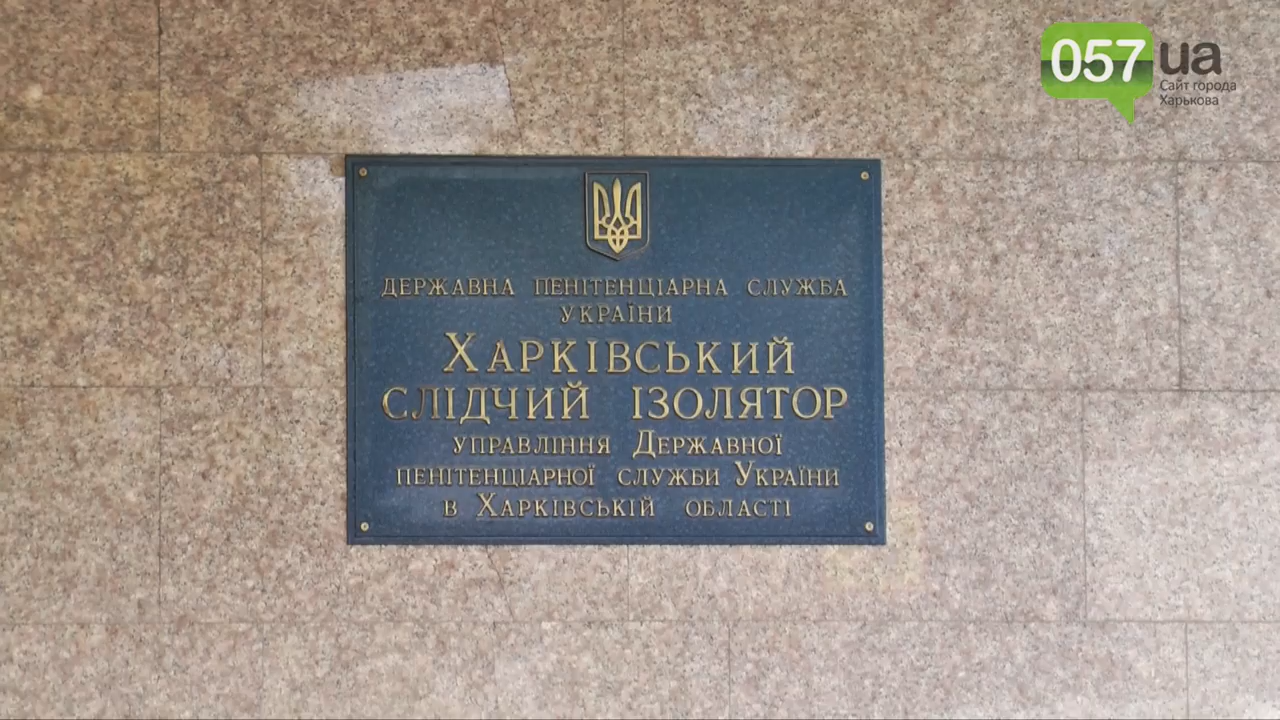 057 ua
Сайт города
Харькова
ДЕРЖАВНА ПЕНІТЕНЦІАРНА СЛУЖБА
УКРАЇНИ
ХАРКІВСЬКИЙ
СЛІДЧИЙ ІЗОЛЯТОР
УПРАВЛІННЯ ДЕРЖАВНОЇ
ПЕНІТЕНЦІАРНОЇ СЛУЖБИ УКРАЇНИ
В ХАРКІВСЬКІЙ ОБЛАСТІ